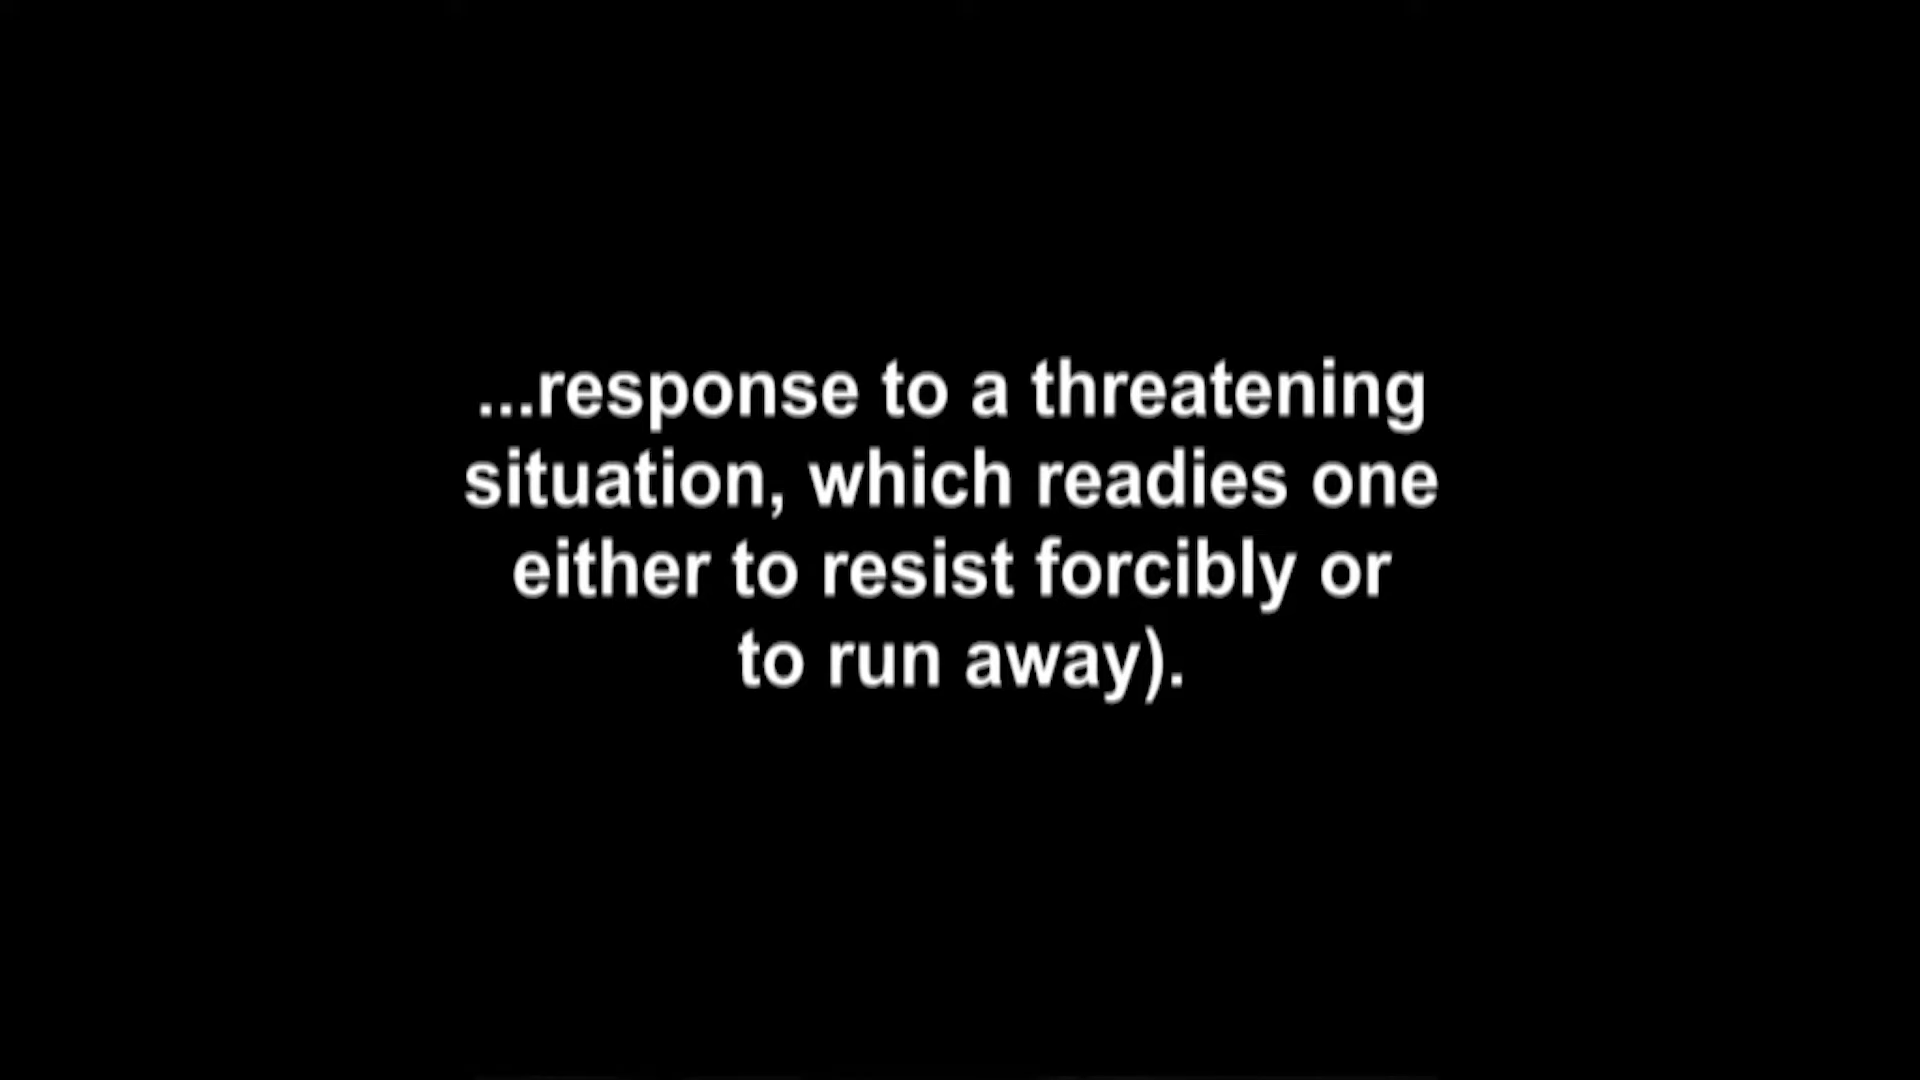 ...response to a threatening
situation, which readies one
either to resist forcibly or
to run away).